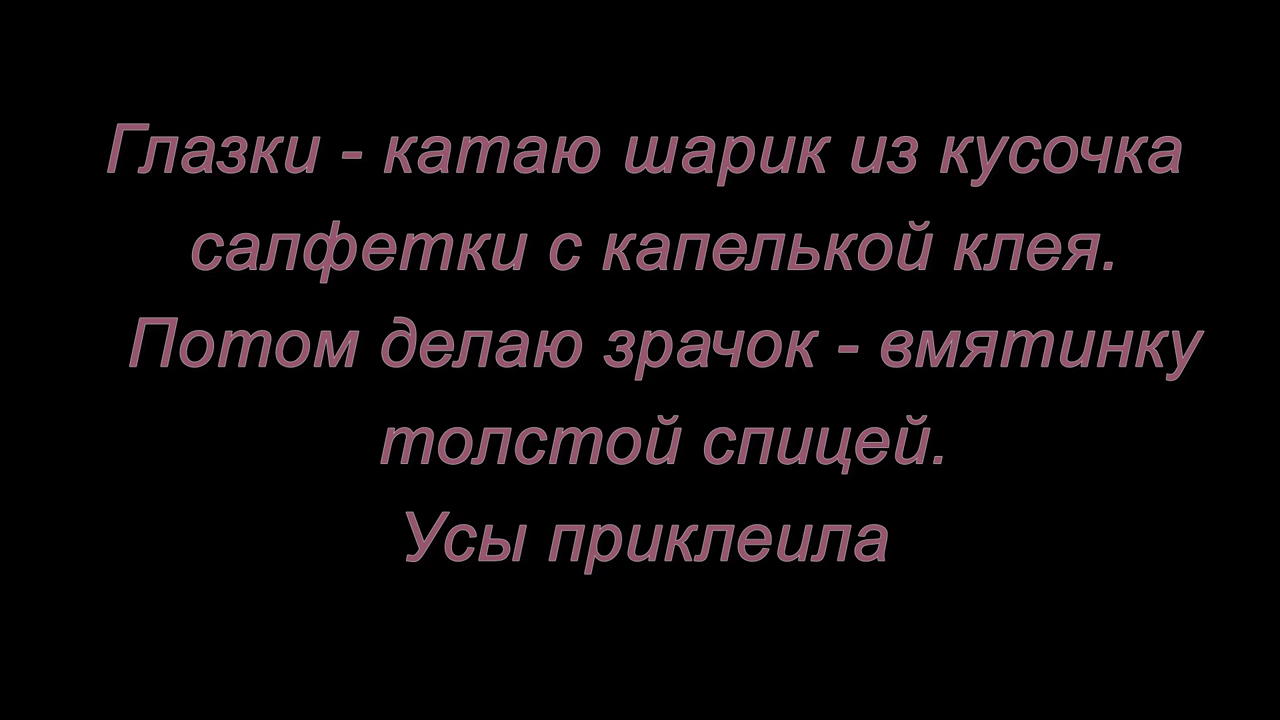 Глазки - катаю шарик из кусочка
салфетки с капелькой клея.
Потом делаю зрачок - вмятинку
толстой спицей.
Усы приклеила